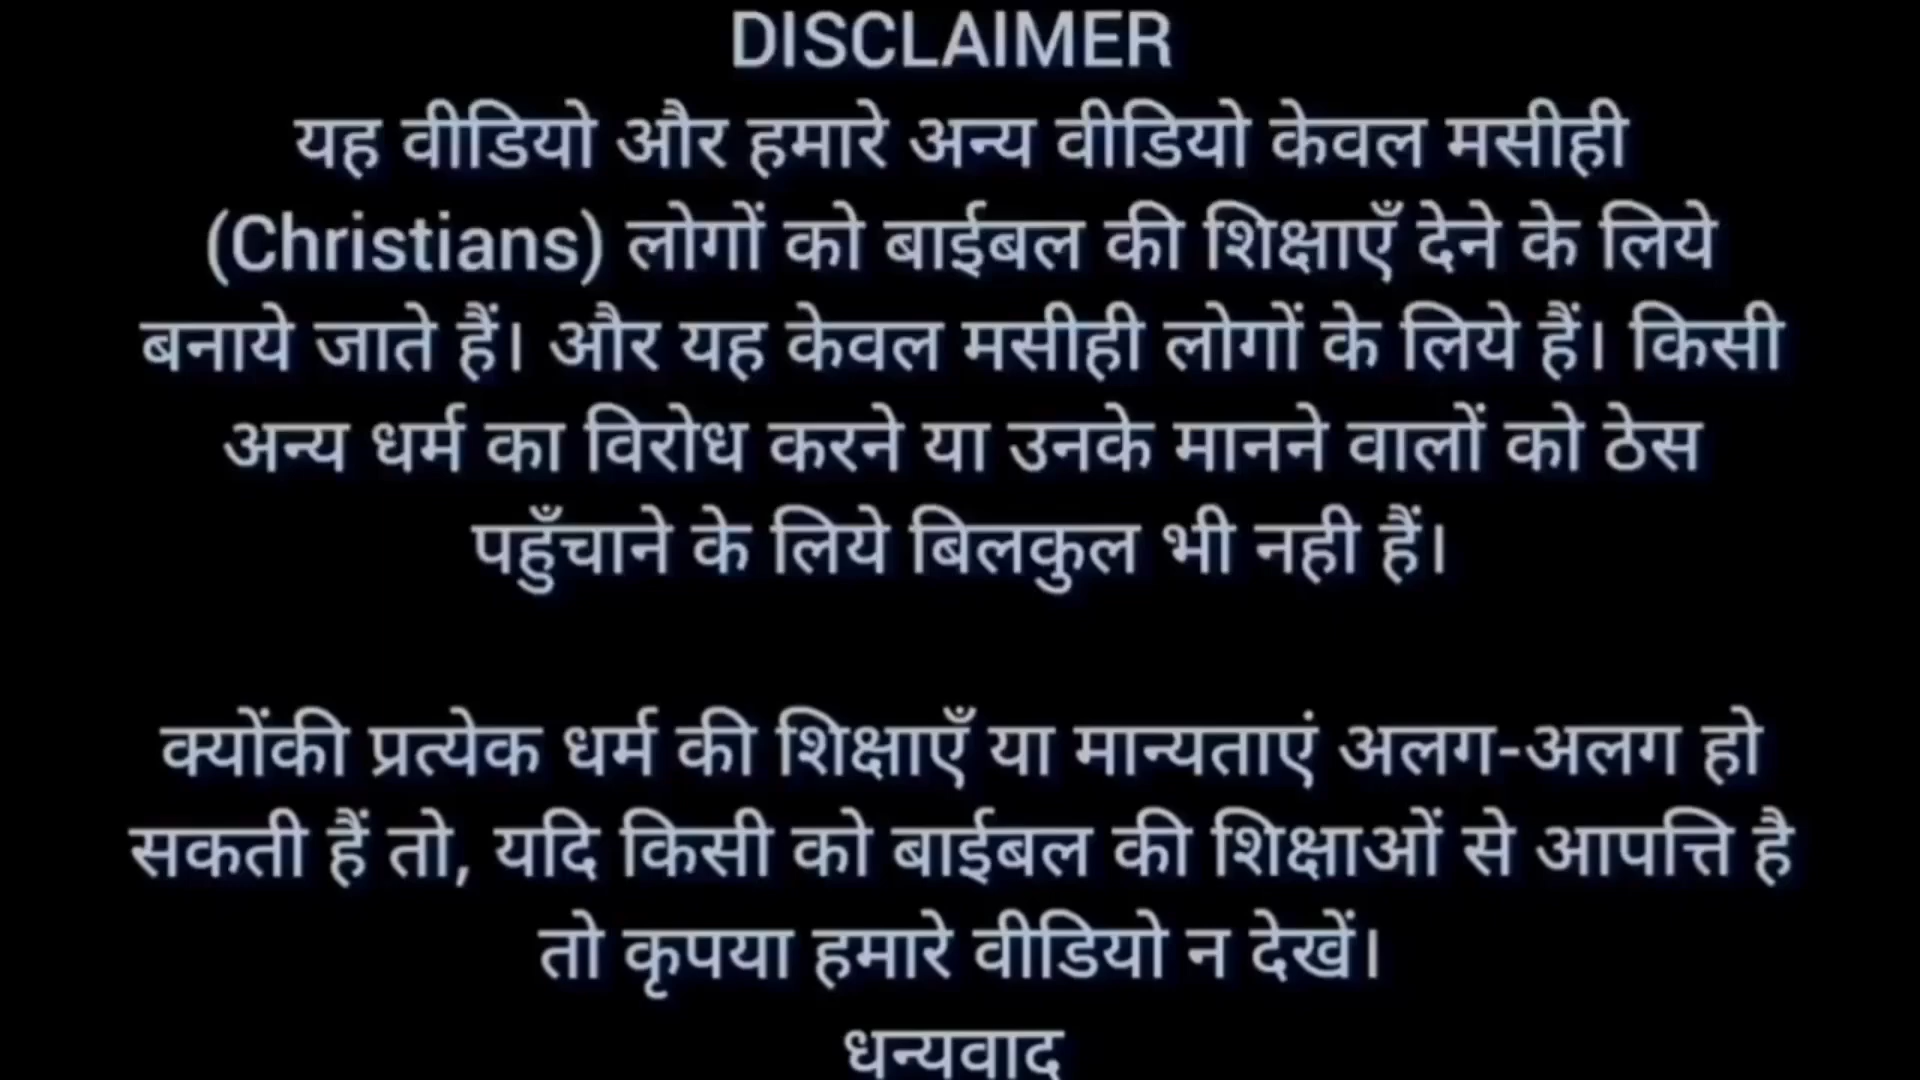 DISCLAIMER
यह वीडियो और हमारे अन्य वीडियो केवल मसीही
(Christians) लोगों को बाईबल की शिक्षाएँ देने के लिये
बनाये जाते हैं। और यह केवल मसीही लोगों के लिये हैं। किसी
अन्य धर्म का विरोध करने या उनके मानने वालों को ठेस
पहुँचाने के लिये बिलकुल भी नही हैं।
क्योंकी प्रत्येक धर्म की शिक्षाएँ या मान्यताएं अलग-अलग हो
सकती हैं तो, यदि किसी को बाईबल की शिक्षाओं से आपत्ति है
तो कृपया हमारे वीडियो न देखें।
धन्यवाद